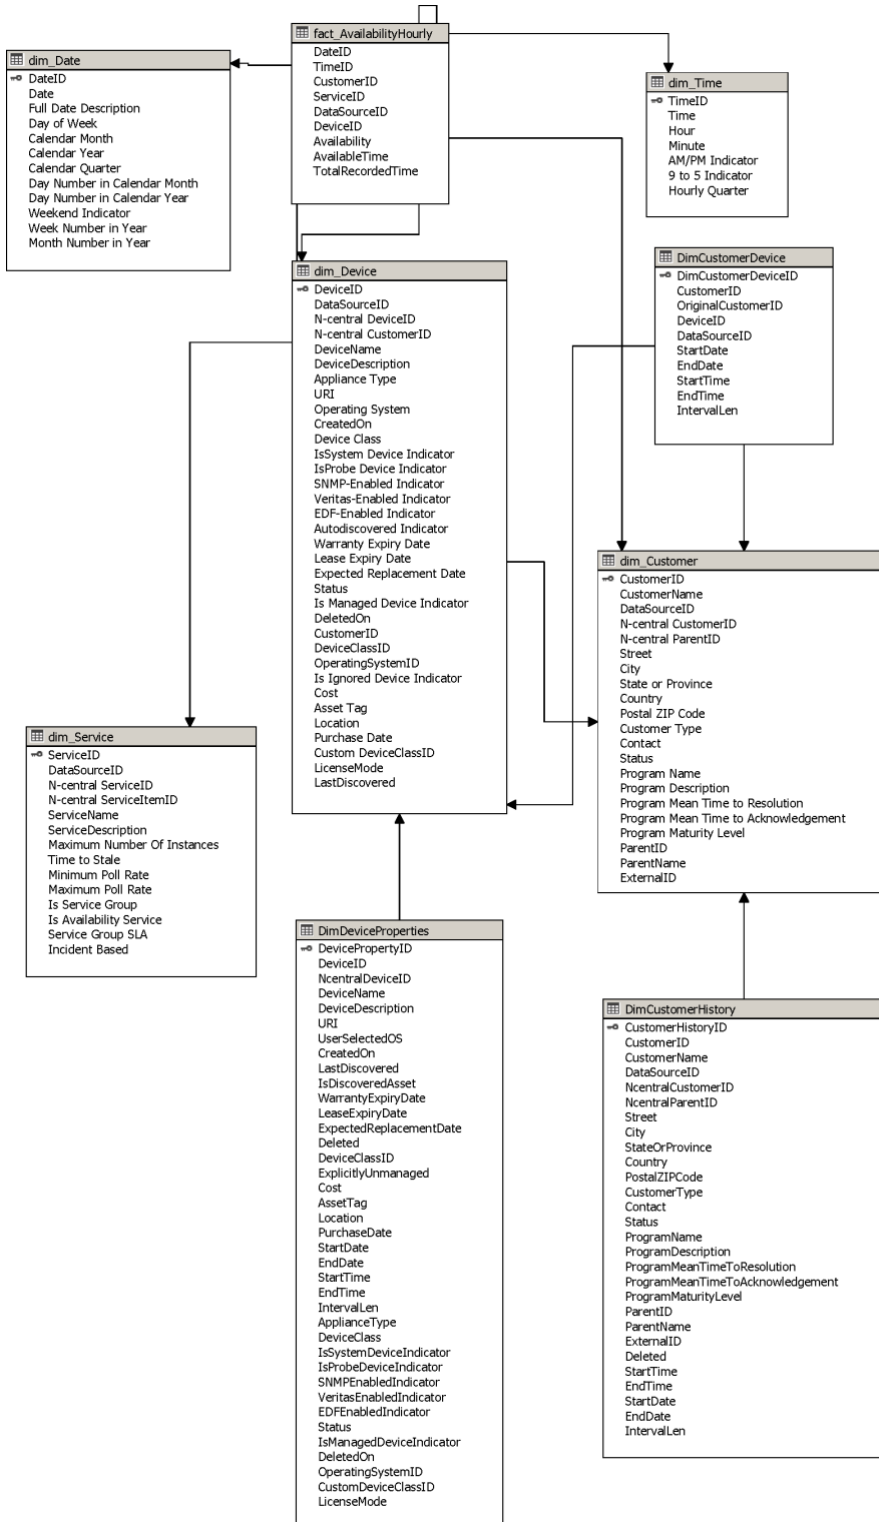 fact_AvailabilityHourly
DateID
TimeID
CustomerID
ServiceID
DataSourceID
DeviceID
Availability
AvailableTime
TotalRecordedTime
dim_Date
DateID
Date
Full Date Description
Day of Week
Calendar Month
Calendar Year
Calendar Quarter
Day Number in Calendar Month
Day Number in Calendar Year
Weekend Indicator
Week Number in Year
Month Number in Year
dim_Time
TimeID
Time
Hour
Minute
AM/PM Indicator
9 to 5 Indicator
Hourly Quarter
dim_Device
DeviceID
DataSourceID
N-central DeviceID
N-central CustomerID
DeviceName
DeviceDescription
Appliance Type
URI
Operating System
CreatedOn
Device Class
IsSystem Device Indicator
IsProbe Device Indicator
SNMP-Enabled Indicator
Veritas-Enabled Indicator
EDF-Enabled Indicator
Autodiscovered Indicator
Warranty Expiry Date
Lease Expiry Date
Expected Replacement Date
Status
Is Managed Device Indicator
DeletedOn
CustomerID
DeviceClassID
OperatingSystemID
Is Ignored Device Indicator
Cost
Asset Tag
Location
Purchase Date
Custom DeviceClassID
LicenseMode
LastDiscovered
DimCustomerDevice
DimCustomerDeviceID
CustomerID
OriginalCustomerID
DeviceID
DataSourceID
StartDate
EndDate
StartTime
EndTime
IntervalLen
dim_Customer
CustomerID
CustomerName
DataSourceID
N-central CustomerID
N-central ParentID
Street
City
State or Province
Country
Postal ZIP Code
Customer Type
Contact
Status
Program Name
Program Description
Program Mean Time to Resolution
Program Mean Time to Acknowledgement
Program Maturity Level
ParentID
ParentName
ExternalID
dim_Service
ServiceID
DataSourceID
N-central ServiceID
N-central ServiceItemID
ServiceName
ServiceDescription
Maximum Number Of Instances
Time to Stale
Minimum Poll Rate
Maximum Poll Rate
Is Service Group
Is Availability Service
Service Group SLA
Incident Based
DimDeviceProperties
DevicePropertyID
DeviceID
NcentralDeviceID
DeviceName
DeviceDescription
URI
UserSelectedOS
CreatedOn
LastDiscovered
IsDiscoveredAsset
WarrantyExpiryDate
LeaseExpiryDate
ExpectedReplacementDate
Deleted
DeviceClassID
ExplicitlyUnmanaged
Cost
AssetTag
Location
PurchaseDate
StartDate
EndDate
StartTime
EndTime
IntervalLen
ApplianceType
DeviceClass
IsSystemDeviceIndicator
IsProbeDeviceIndicator
SNMPEnabledIndicator
VeritasEnabledIndicator
EDFEnabledIndicator
Status
IsManagedDeviceIndicator
DeletedOn
OperatingSystemID
CustomDeviceClassID
LicenseMode
DimCustomerHistory
CustomerHistoryID
CustomerID
CustomerName
DataSourceID
NcentralCustomerID
NcentralParentID
Street
City
StateOrProvince
Country
PostalZIPCode
CustomerType
Contact
Status
ProgramName
ProgramDescription
ProgramMeanTimeToResolution
ProgramMeanTimeToAcknowledgement
ProgramMaturityLevel
ParentID
ParentName
ExternalID
Deleted
StartTime
EndTime
StartDate
EndDate
IntervalLen